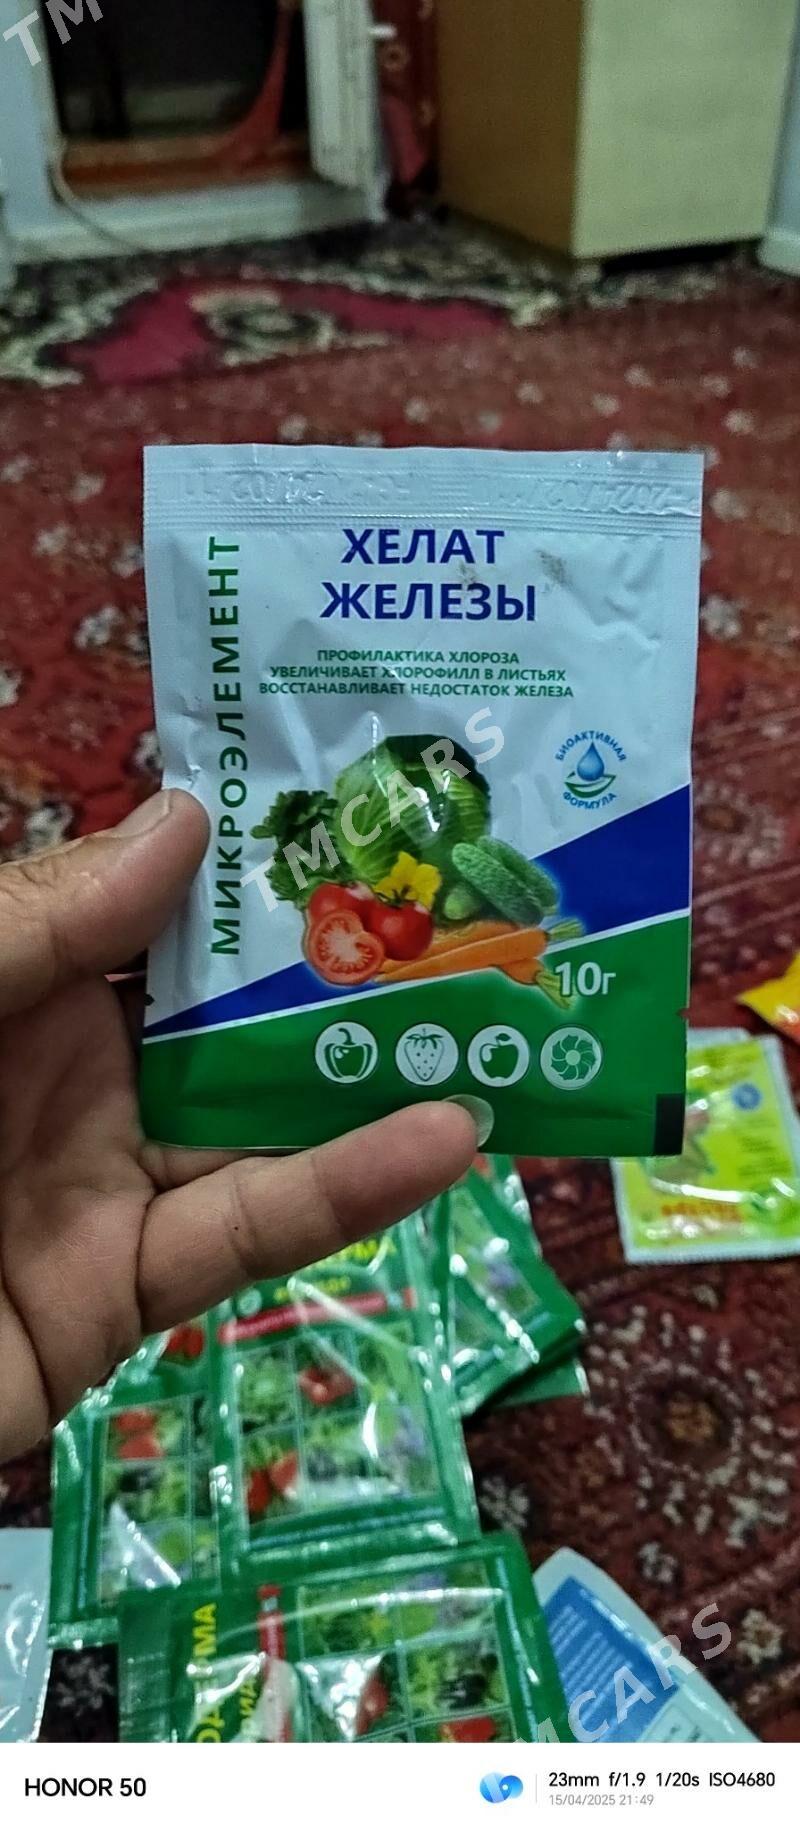 TM
ХЕЛАТ
ЖЕЛЕЗЫ
МИКРОЭЛЕМЕНТ
ПРОФИЛАКТИКА ХЛОРОЗА
УВЕЛИЧИВАЕТ ХЛОРОФИЛЛ В ЛИСТЬЯХ
ВОССТАНАВЛИВАЕТ НЕДОСТАТОК ЖЕЛЕЗА
БИОАКТИВНАЯ
ФОРМУЛА
TMCARS
10г
TMCARS
HONOR 50
23mm f/1.9 1/20s ISO4680
15/04/2025 21:49